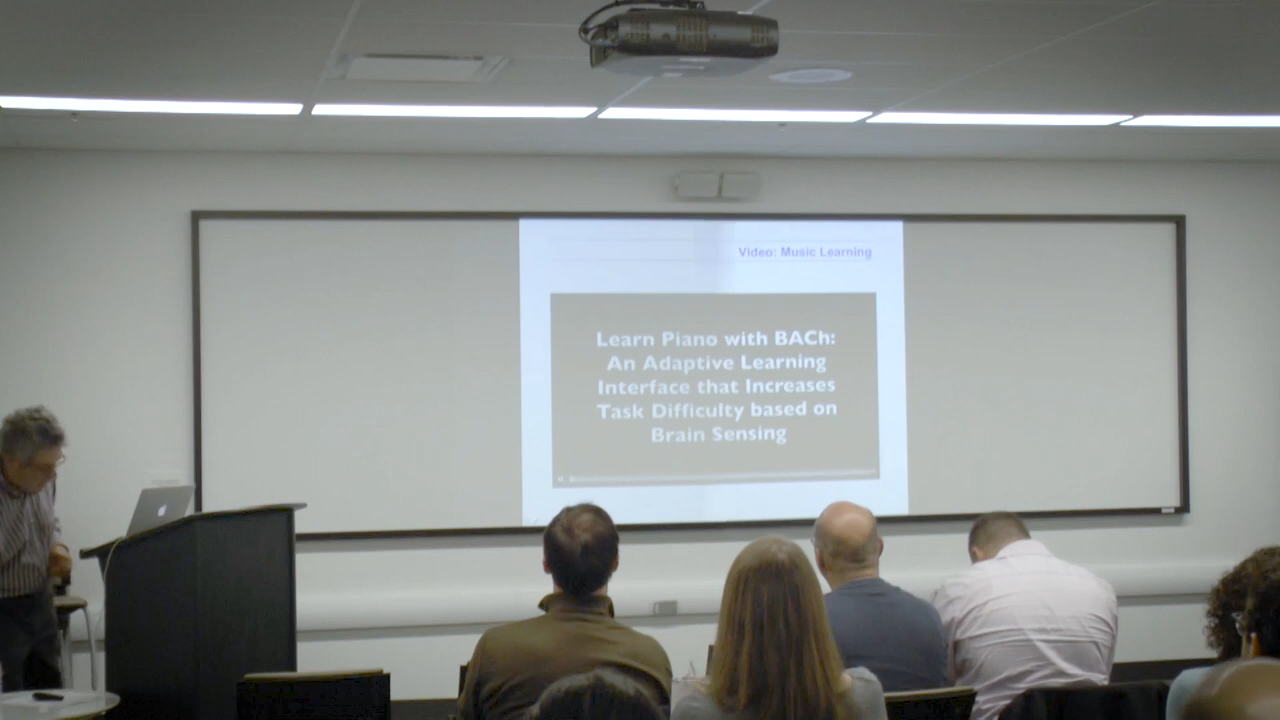 Video: Music Learning
Learn Piano with BACh:
An Adaptive Learning
Interface that Increases
Task Difficulty based on
Brain Sensing